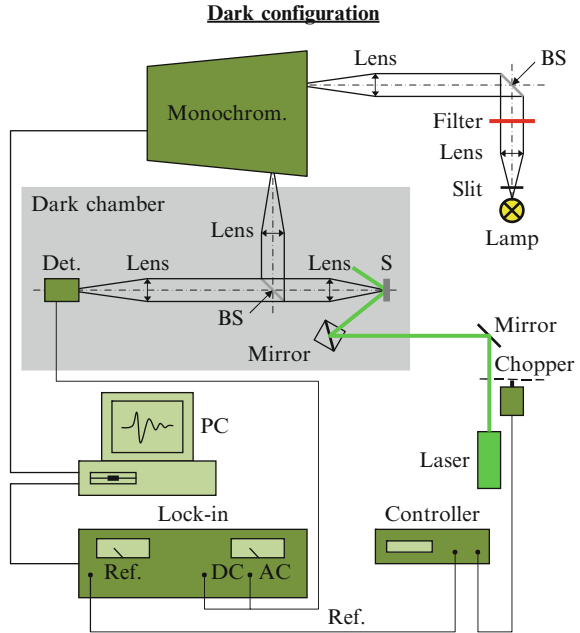 Dark configuration
Lens
BS
Monochrom.
Filter
Lens
Slit
Dark chamber
Lamp
Lens
Det.
Lens
Lens
S
BS
Mirror
Mirror
Chopper
PC
Laser
Lock-in
Controller
Ref.
DC
AC
Ref.